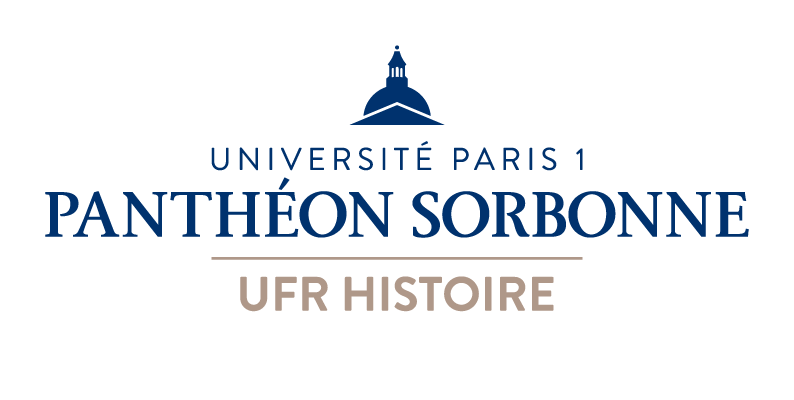 UNIVERSITÉ PARIS 1
PANTHÉON SORBONNE
UFR HISTOIRE